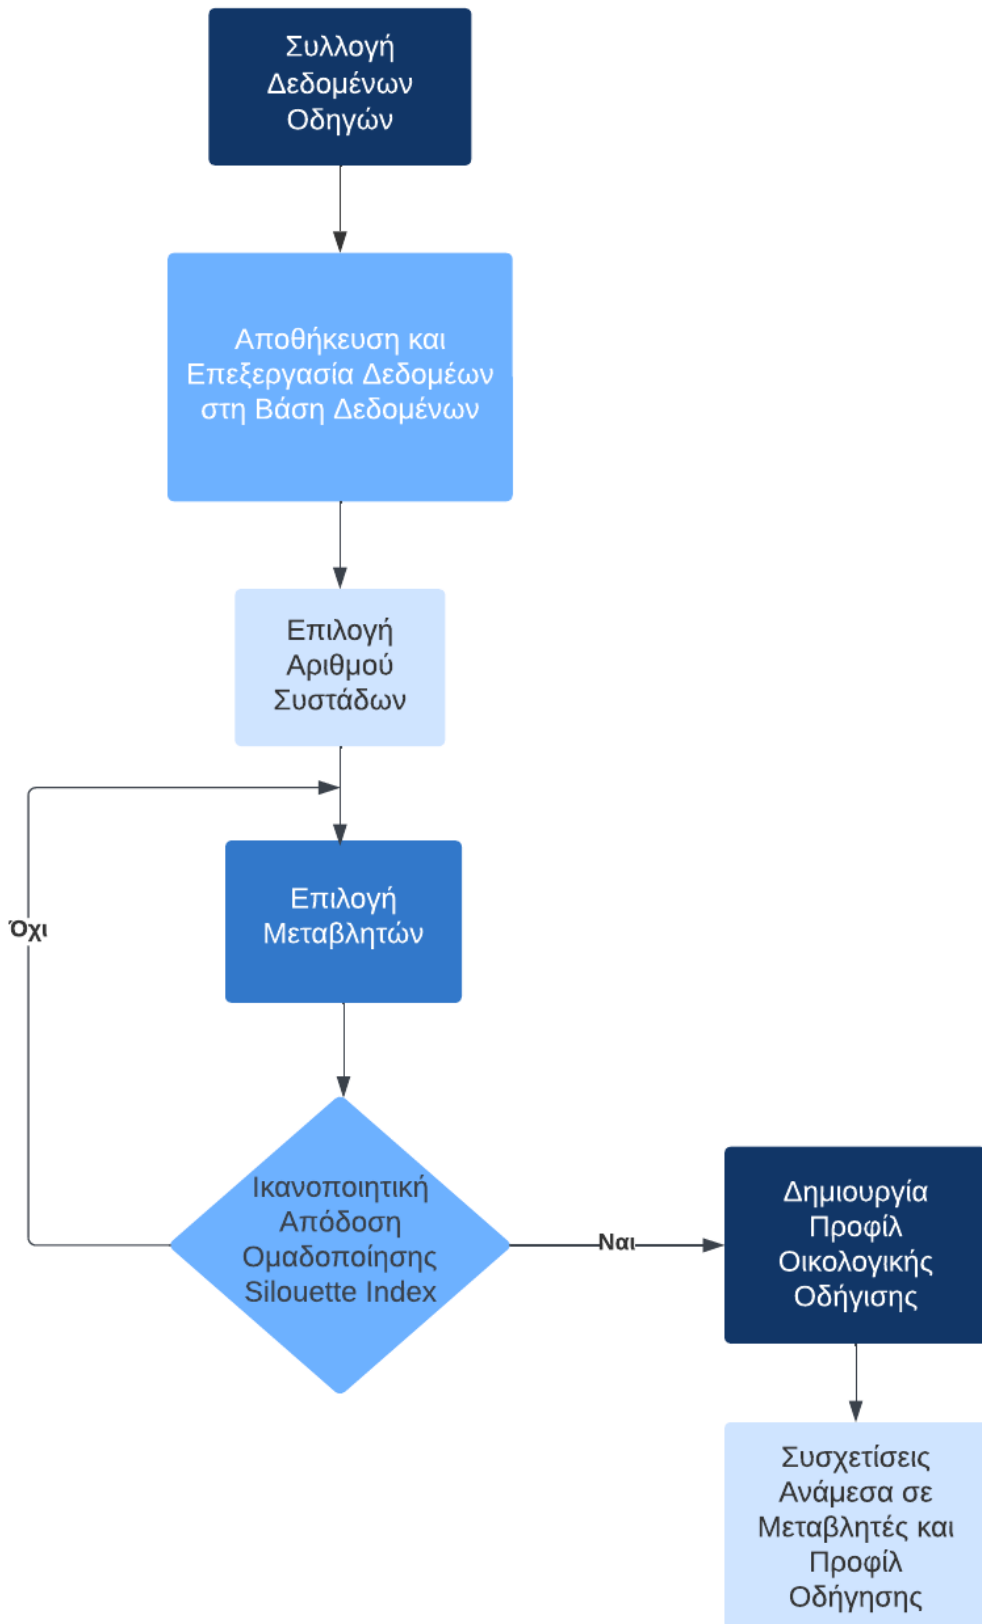 Συλλογή
Δεδομένων
Οδηγών
Αποθήκευση και
Επεξεργασία Δεδομέων
στη Βάση Δεδομένων
Επιλογή
Αριθμού
Συστάδων
Επιλογή
Μεταβλητών
Όχι
Ικανοποιητική
Απόδοση
Ομαδοποίησης
Silouette Index
Ναι
Δημιουργία
Προφίλ
Οικολογικής
Οδήγισης
Συσχετίσεις
Ανάμεσα σε
Μεταβλητές και
Προφίλ
Οδήγησης